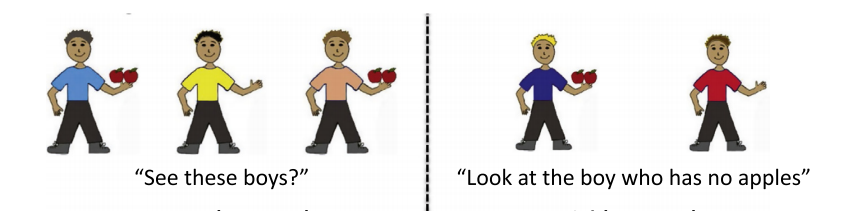 “See these boys?”
“Look at the boy who has no apples”